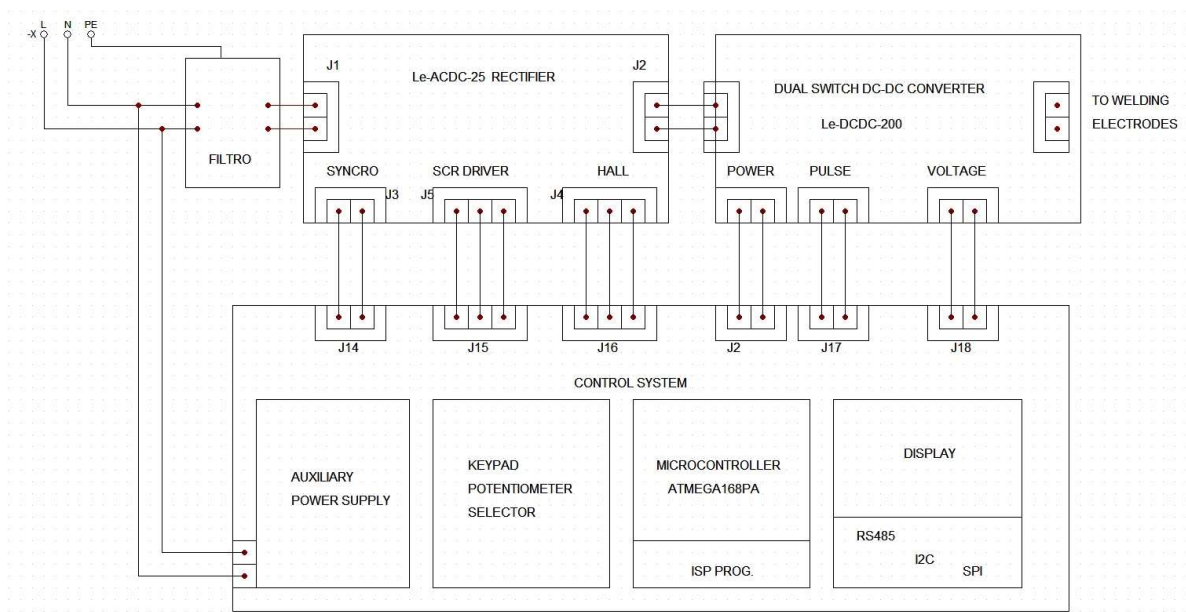 L N PE
-X
J1
Le-ACDC-25 RECTIFIER
J2
DUAL SWITCH DC-DC CONVERTER
Le-DCDC-200
TO WELDING
ELECTRODES
FILTRO
SYNCRO
SCR DRIVER
HALL
POWER
PULSE
VOLTAGE
J3
J5
J4
J14
J15
J16
J2
J17
J18
CONTROL SYSTEM
AUXILIARY
POWER SUPPLY
KEYPAD
POTENTIOMETER
SELECTOR
MICROCONTROLLER
ATMEGA168PA
ISP PROG.
DISPLAY
RS485
I2C
SPI